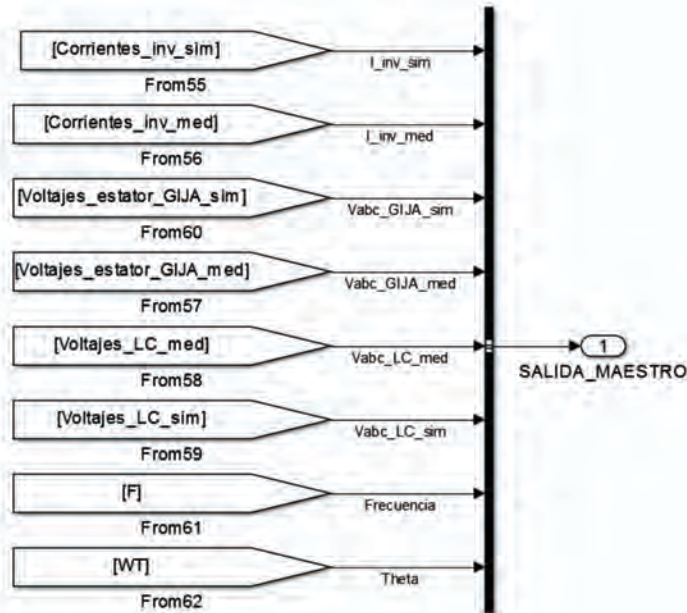 [Corrientes_inv_sim]
I_inv_sim
From55
[Corrientes_inv_med]
I_inv_med
From56
[Voltajes_estator_GIJA_sim]
Vabc_GIJA_sim
From60
[Voltajes_estator_GIJA_med]
Vabc_GIJA_med
From57
[Voltajes_LC_med]
Vabc_LC_med
From58
1
SALIDA_MAESTRO
[Voltajes_LC_sim]
Vabc_LC_sim
From59
[F]
Frecuencia
From61
[WT]
Theta
From62